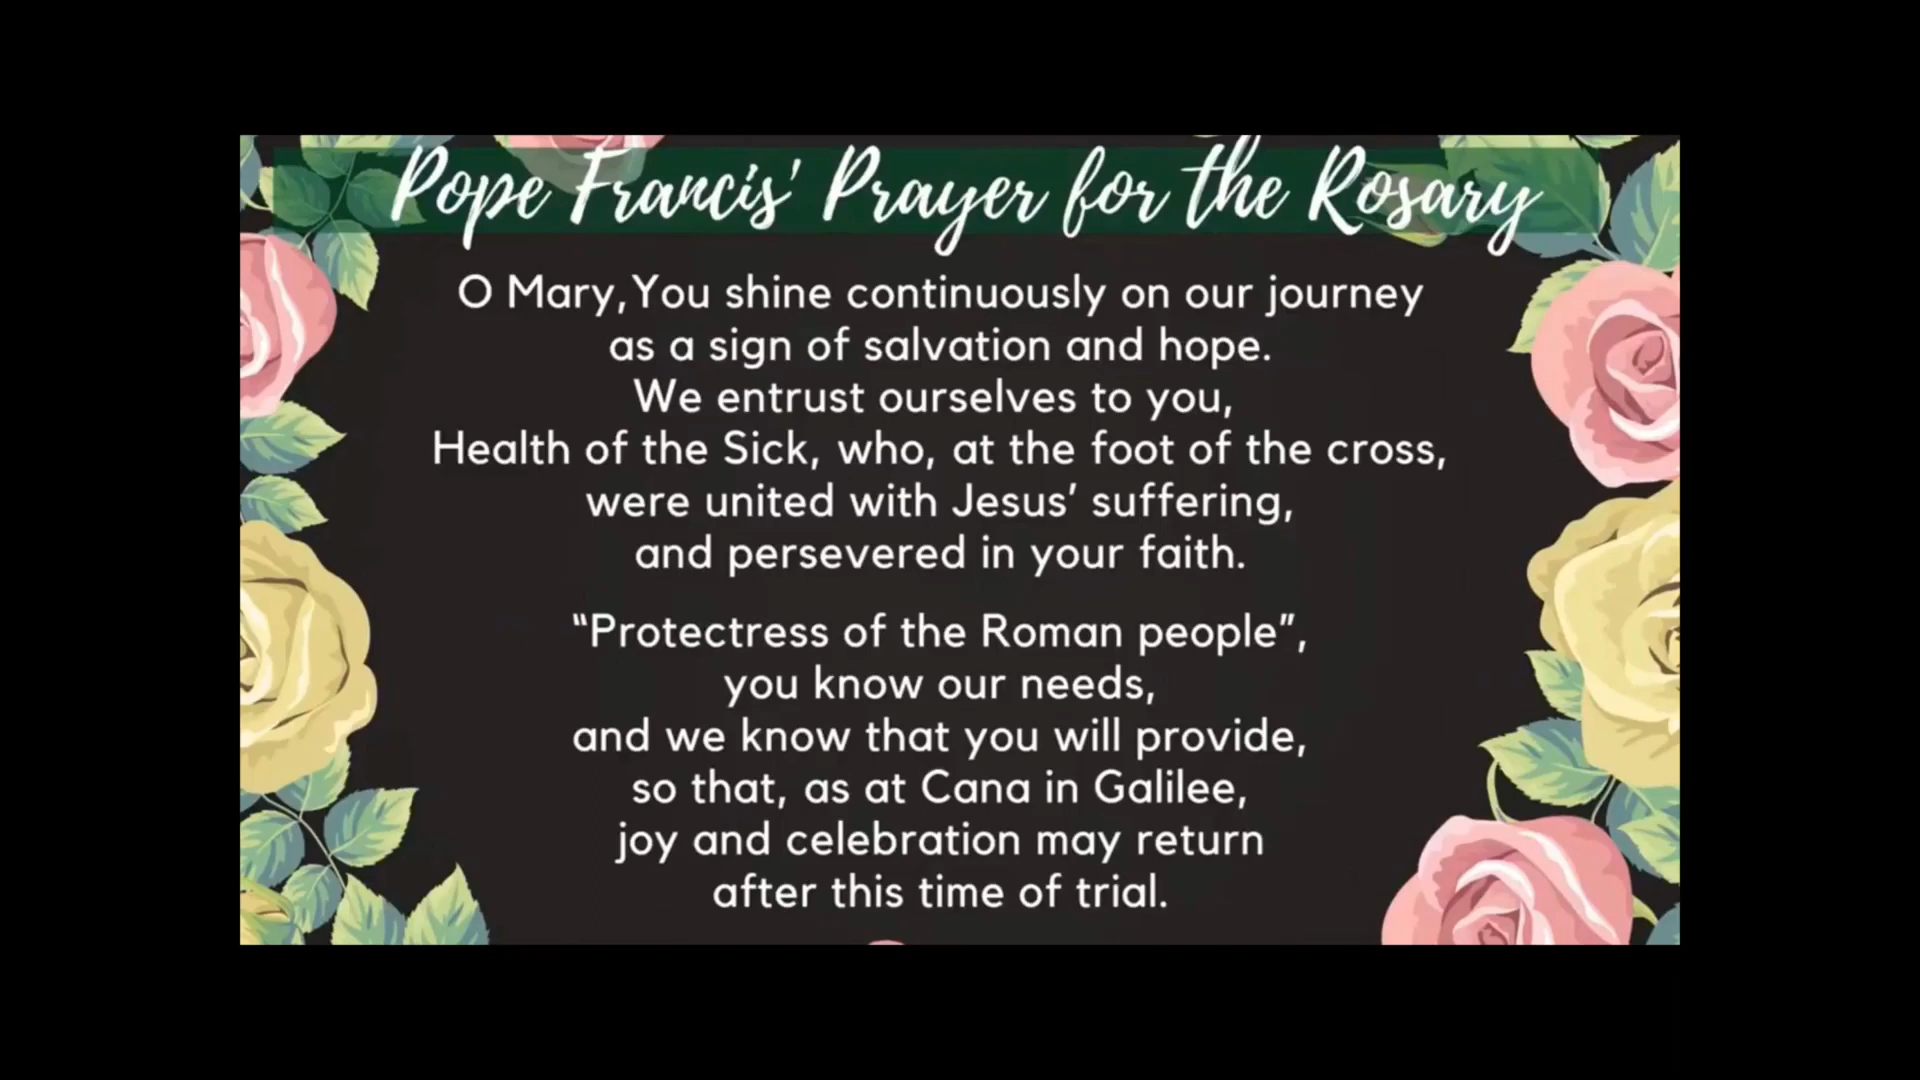 Pope Francis' Prayer for the Rosary
O Mary,You shine continuously on our journey
as a sign of salvation and hope.
We entrust ourselves to you,
Health of the Sick, who, at the foot of the cross,
were united with Jesus’ suffering,
and persevered in your faith.
“Protectress of the Roman people”,
you know our needs,
and we know that you will provide,
so that, as at Cana in Galilee,
joy and celebration may return
after this time of trial.